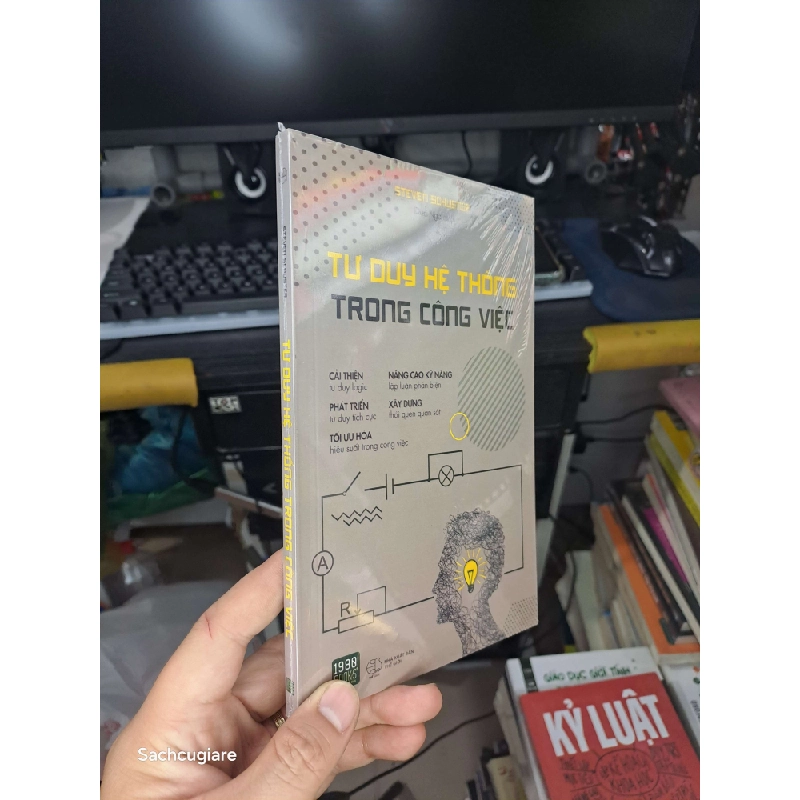 STEVEN SCHUSTER
TƯ DUY HỆ THỐNG
TRONG CÔNG VIỆC
CẢI THIỆN
tư duy logic
NÂNG CAO KỸ NĂNG
lập luận phản biện
PHÁT TRIỂN
tư duy tích cực
XÂY DỰNG
thói quen quan sát
TỐI ƯU HÓA
hiệu suất trong công việc
A
R
1980
BOOKS
TƯ DUY HỆ THỐNG TRONG CÔNG VIỆC
GIÁO DỤC GIỚI TÍNH
KỶ LUẬT
Sachcugiare